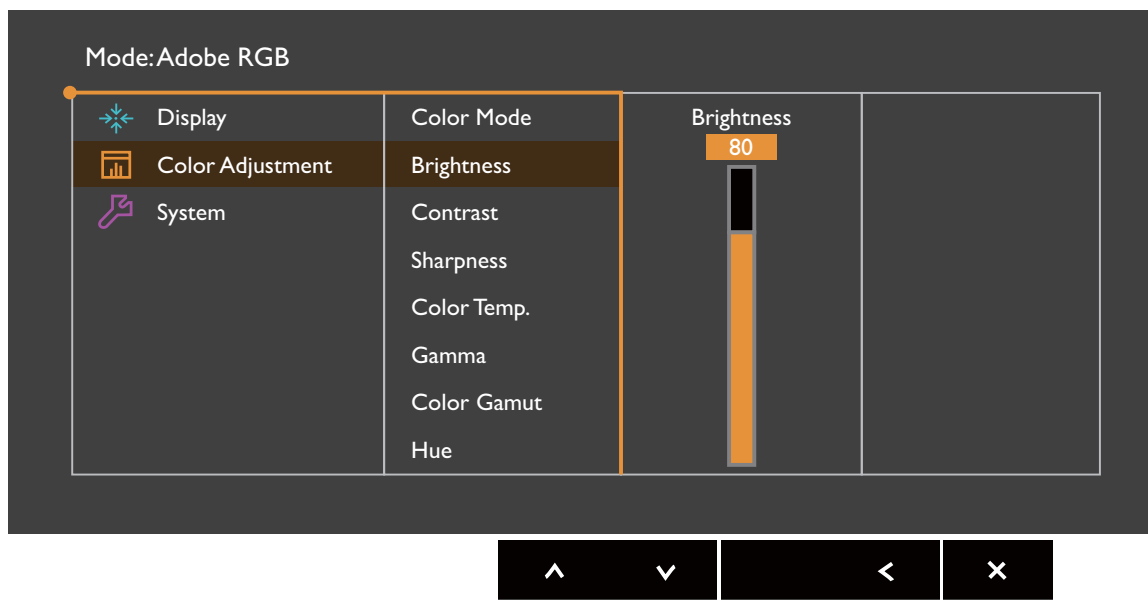 Mode: Adobe RGB
Display
Color Adjustment
System
Color Mode
Brightness
Contrast
Sharpness
Color Temp.
Gamma
Color Gamut
Hue
Brightness
80